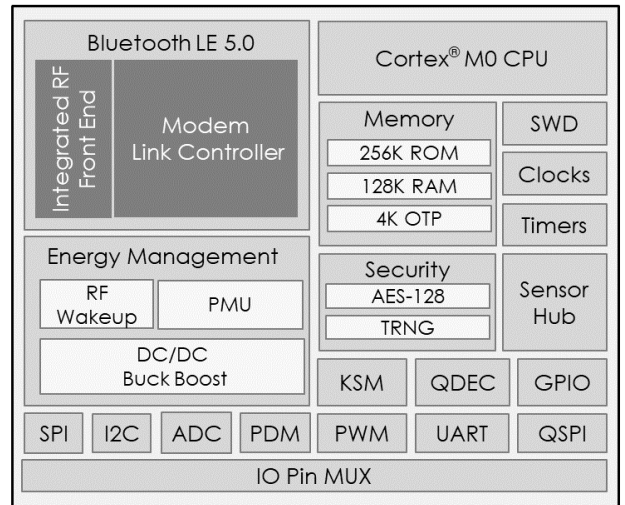 Bluetooth LE 5.0
Integrated RF
Front End
Modem
Link Controller
Cortex® M0 CPU
Memory
256K ROM
128K RAM
4K OTP
SWD
Clocks
Timers
Energy Management
RF
Wakeup
PMU
DC/DC
Buck Boost
Security
AES-128
TRNG
Sensor
Hub
KSM
QDEC
GPIO
SPI
I2C
ADC
PDM
PWM
UART
QSPI
IO Pin MUX